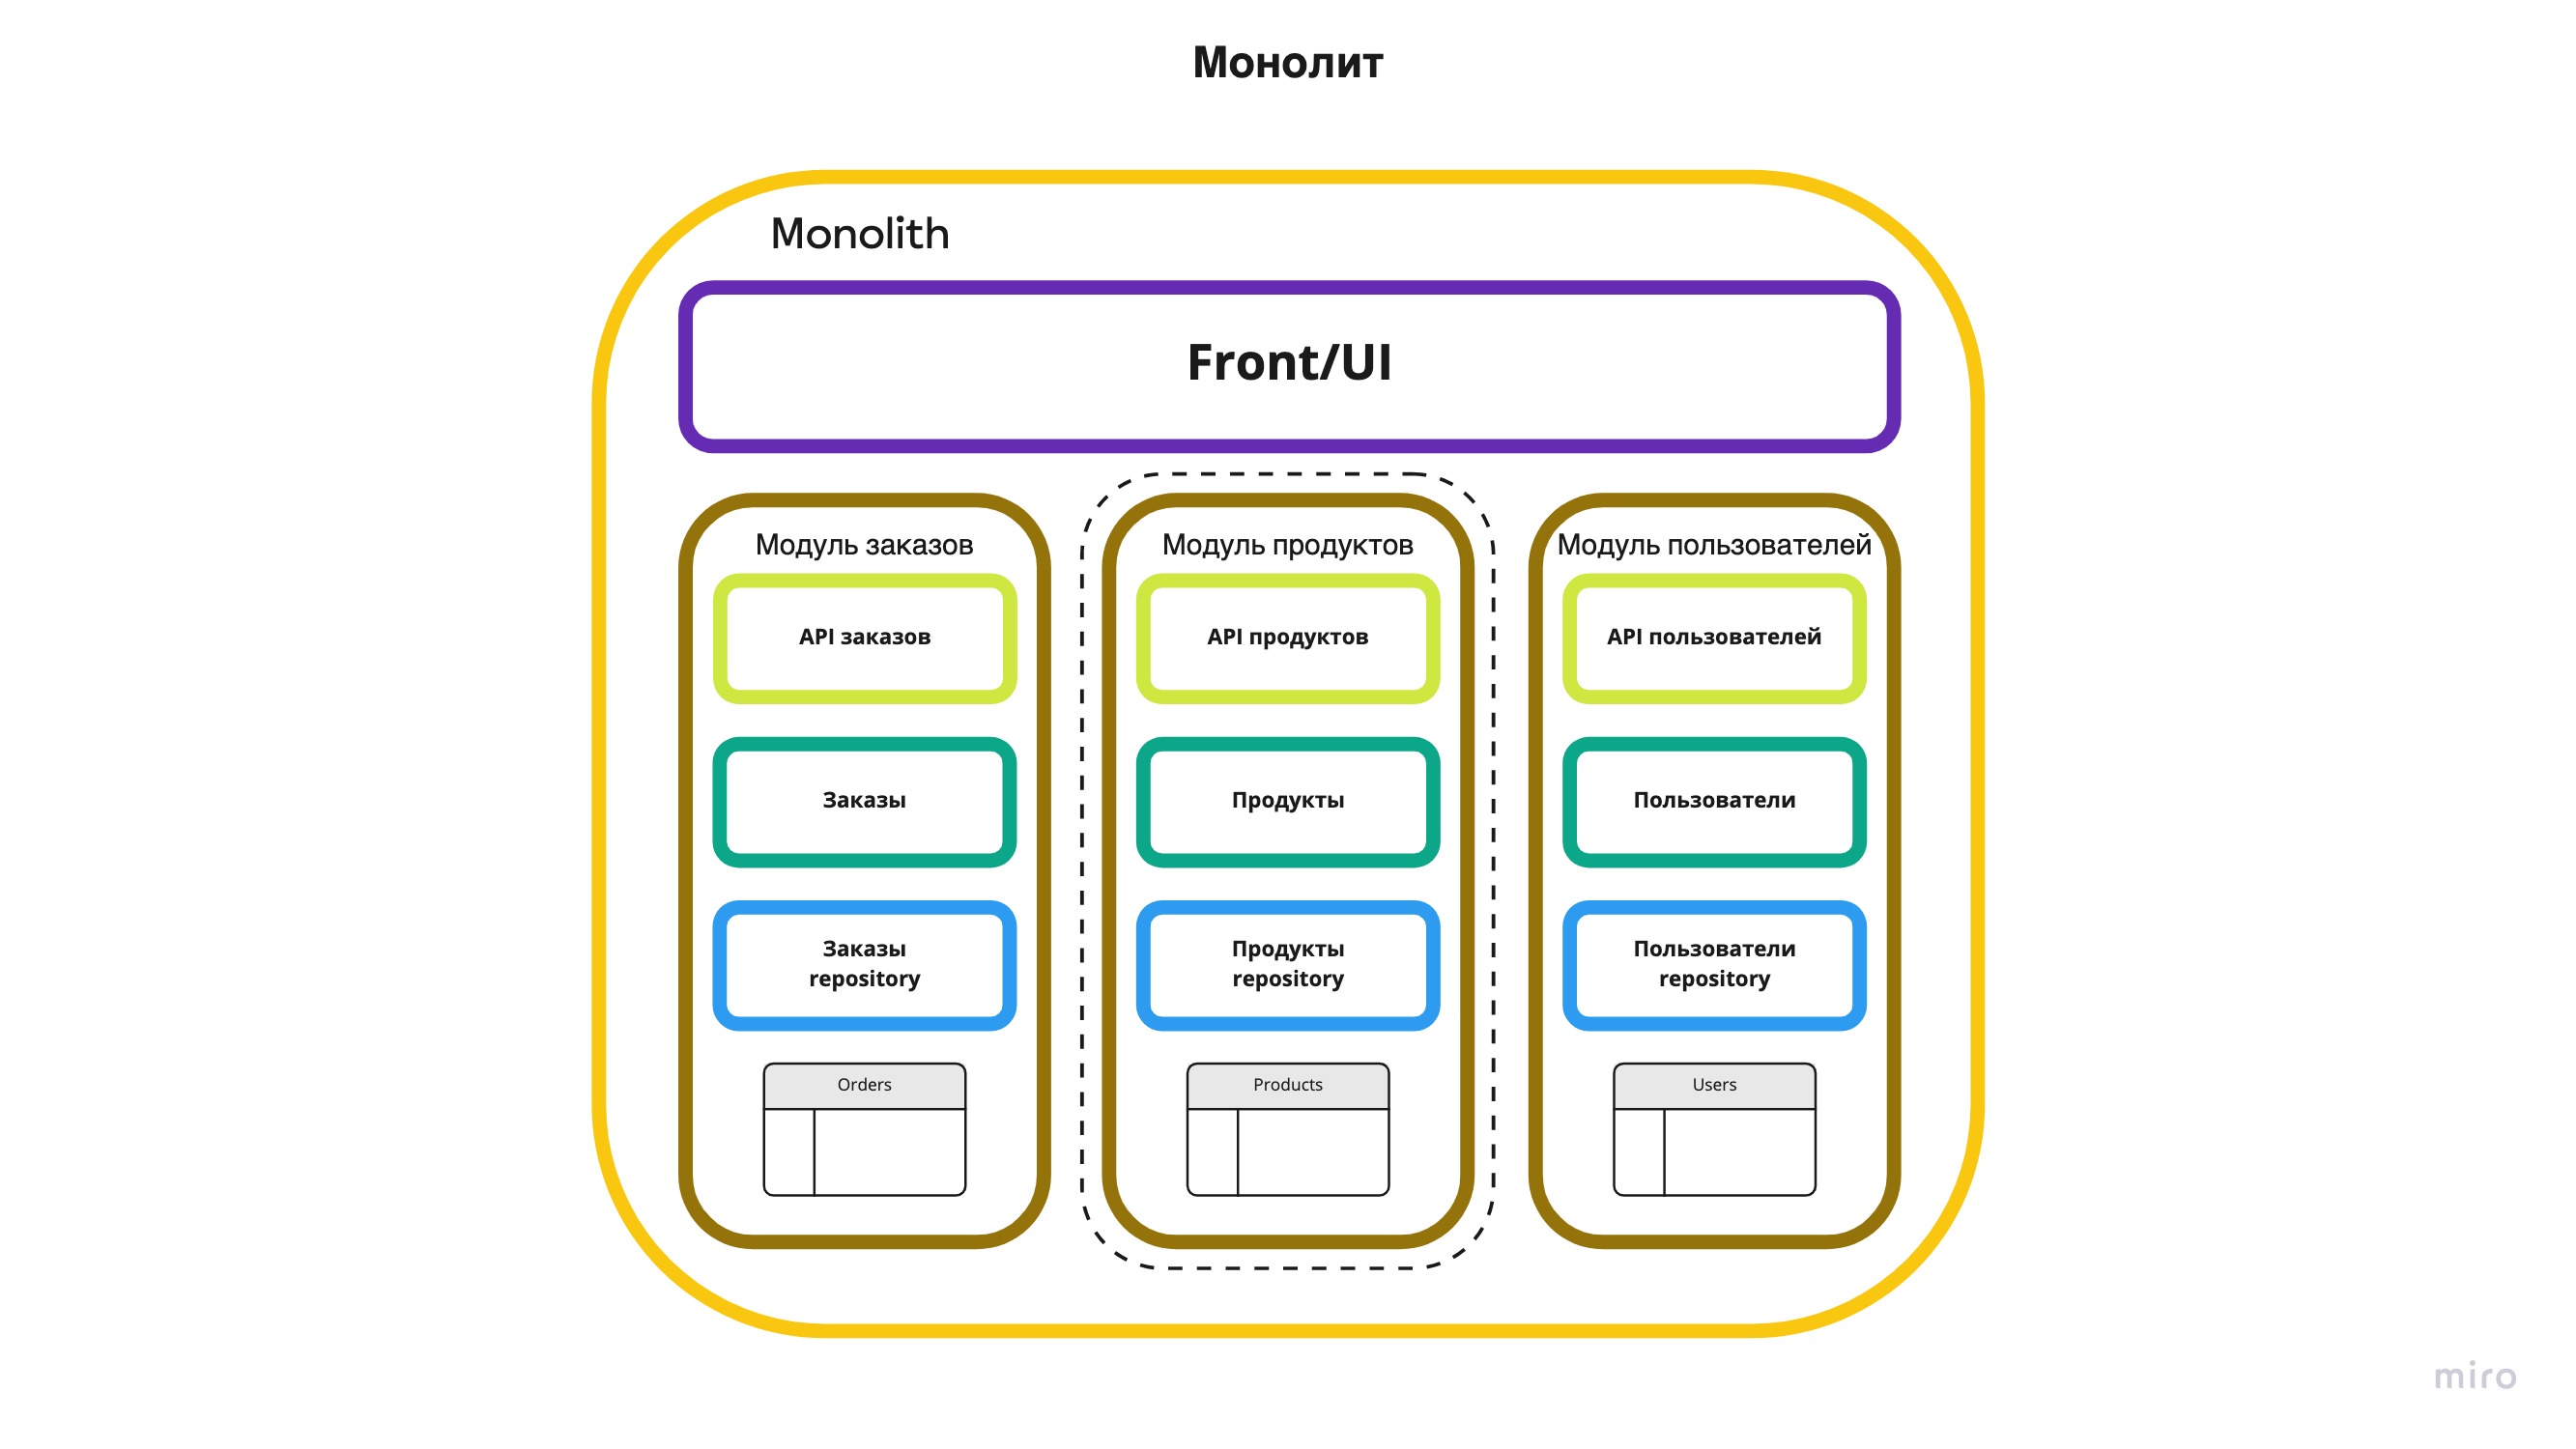 Монолит
Monolith
Front/UI
Модуль заказов
API заказов
Заказы
Заказы
repository
Orders
Модуль продуктов
API продуктов
Продукты
Продукты
repository
Products
Модуль пользователей
API пользователей
Пользователи
Пользователи
repository
Users
miro